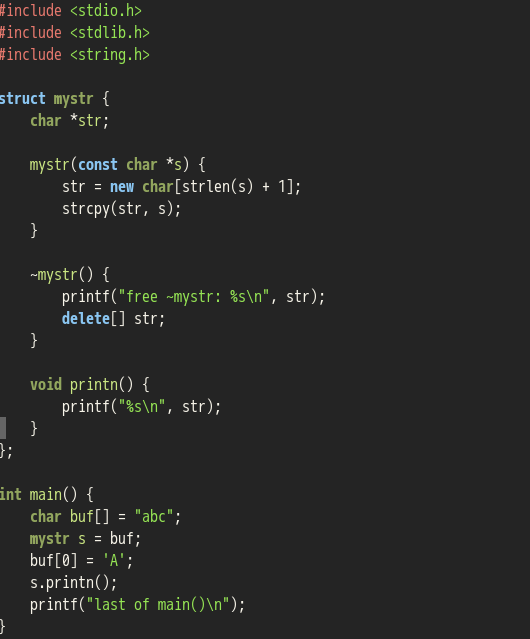 #include <stdio.h>
#include <stdlib.h>
#include <string.h>

struct mystr {
    char *str;

    mystr(const char *s) {
        str = new char[strlen(s) + 1];
        strcpy(str, s);
    }

    ~mystr() {
        printf("free ~mystr: %s\n", str);
        delete[] str;
    }

    void printn() {
        printf("%s\n", str);
    }
};

int main() {
    char buf[] = "abc";
    mystr s = buf;
    buf[0] = 'A';
    s.printn();
    printf("last of main()\n");
}